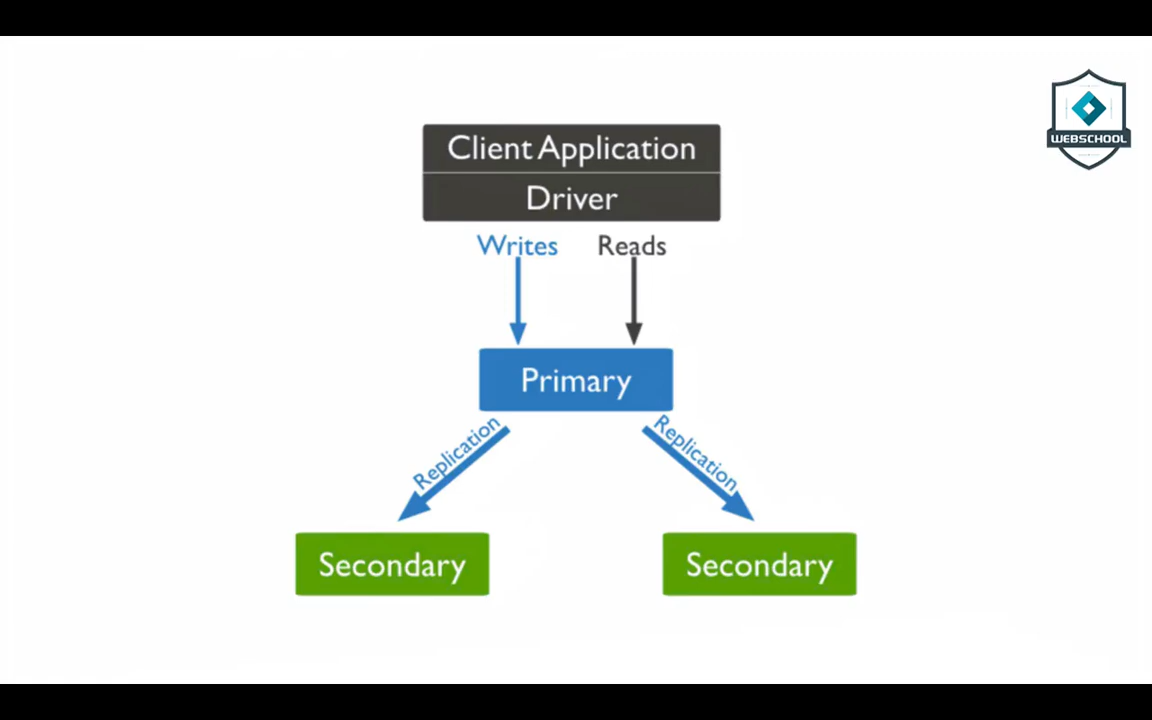 WEBSCHOOL
Client Application
Driver
Writes Reads
Primary
Replication Replication
Secondary Secondary